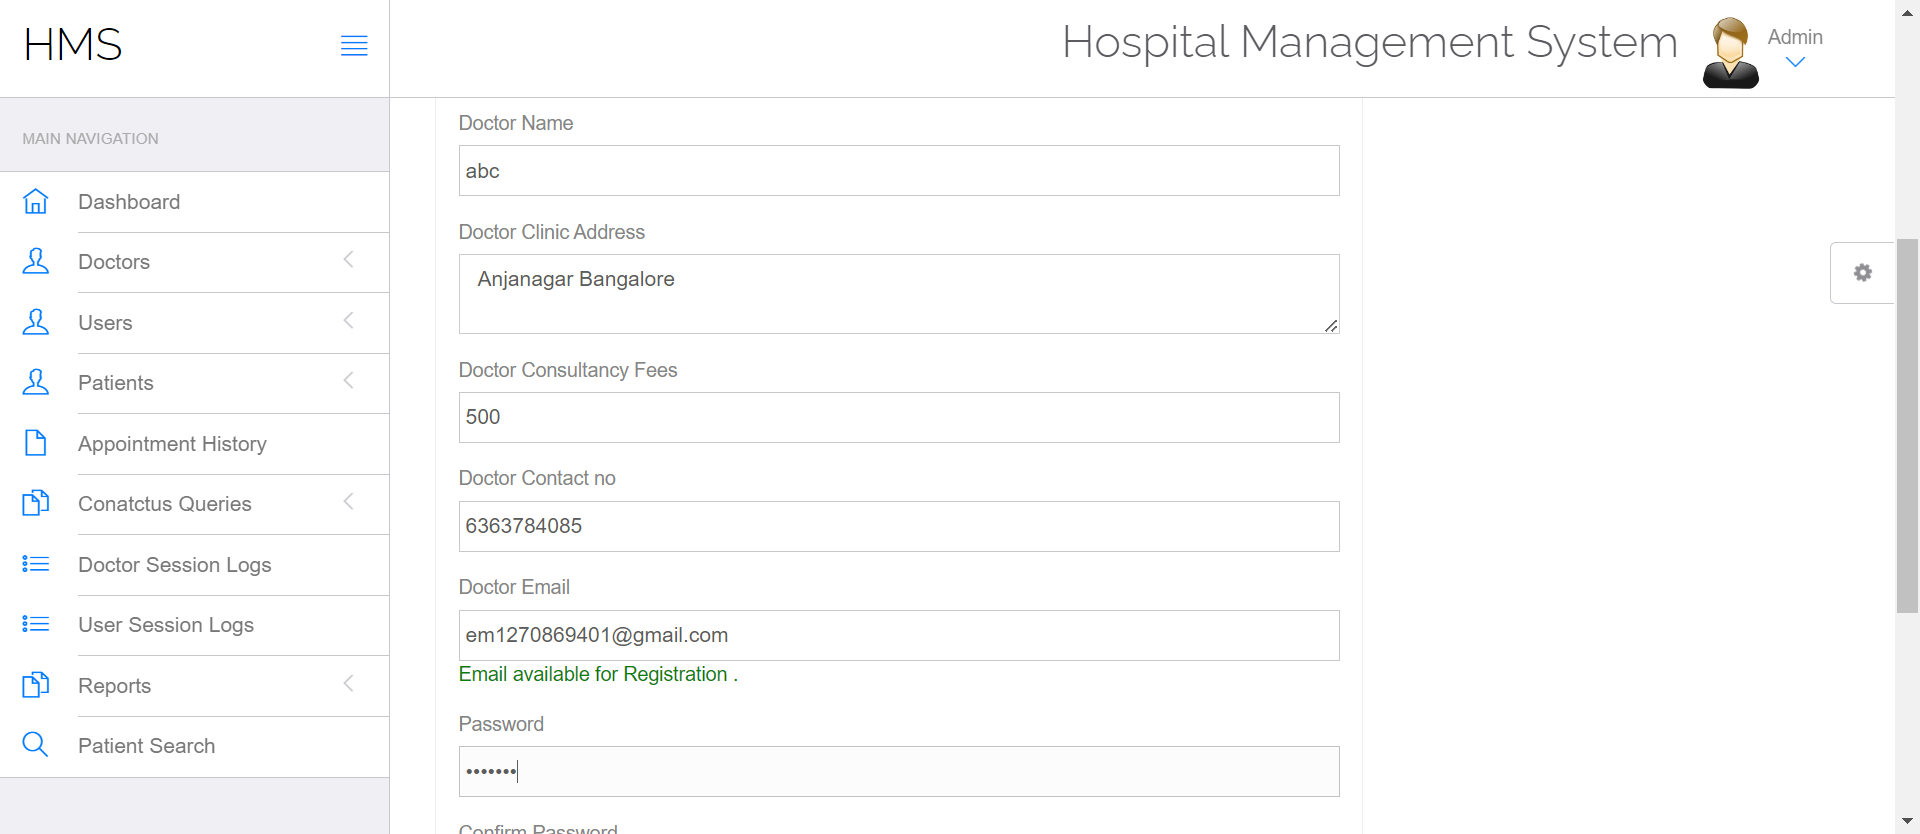 HMS
Hospital Management System
Admin
MAIN NAVIGATION
Dashboard
Doctors
Users
Patients
Appointment History
Conatctus Queries
Doctor Session Logs
User Session Logs
Reports
Patient Search
Doctor Name
abc
Doctor Clinic Address
Anjanagar Bangalore
Doctor Consultancy Fees
500
Doctor Contact no
6363784085
Doctor Email
em1270869401@gmail.com
Email available for Registration .
Password
•••••••
Confirm Password